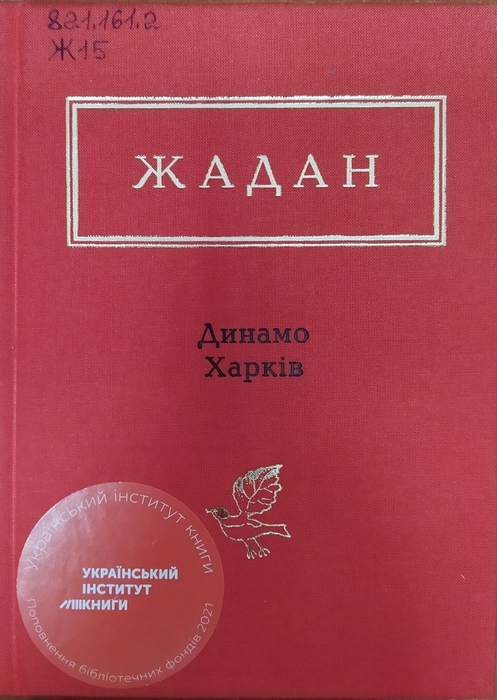 821.161.2
Ж15
ЖАДАН
Динамо
Харків
Український інститут книги
УКРАЇНСЬКИЙ
ІНСТИТУТ
КНИГИ
Поповнення бібліотечних фондів 2021